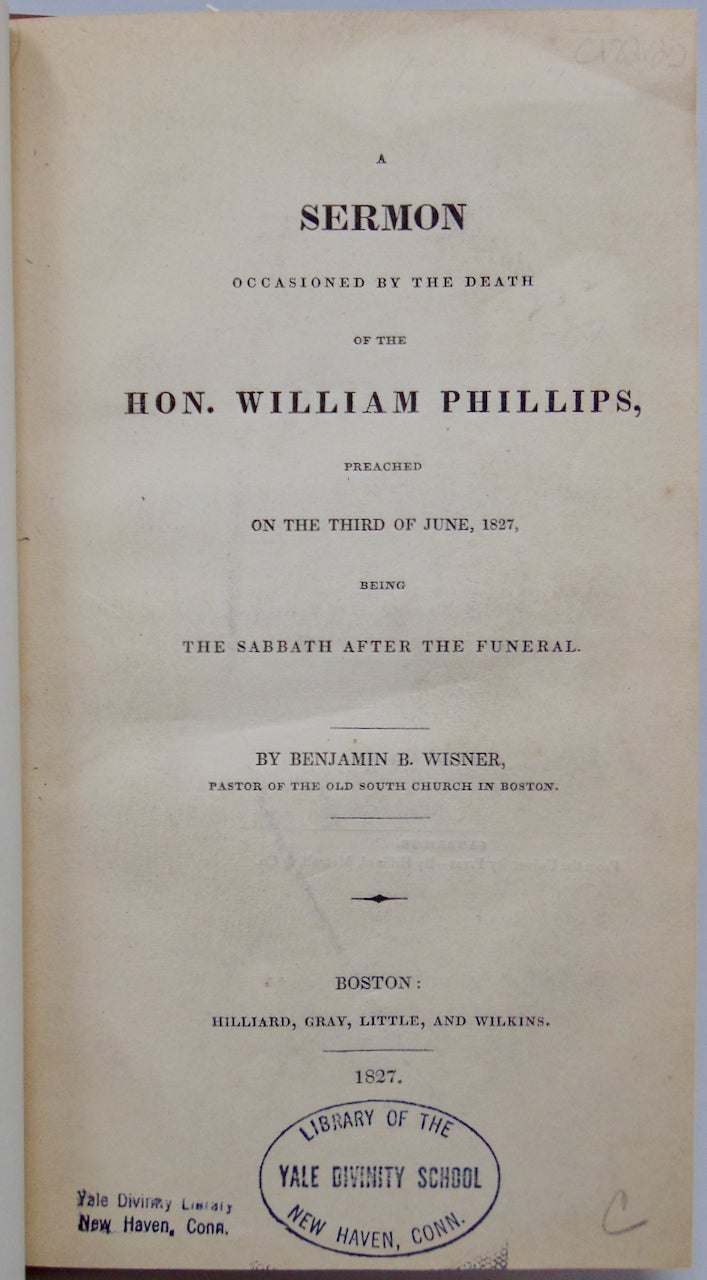 A
SERMON
OCCASIONED BY THE DEATH
OF THE
HON. WILLIAM PHILLIPS,
PREACHED
ON THE THIRD OF JUNE, 1827,
BEING
THE SABBATH AFTER THE FUNERAL.
BY BENJAMIN B. WISNER,
PASTOR OF THE OLD SOUTH CHURCH IN BOSTON.
BOSTON:
HILLIARD, GRAY, LITTLE, AND WILKINS.
1827.
LIBRARY OF THE
YALE DIVINITY SCHOOL
NEW HAVEN, CONN.
Yale Divinity Library
New Haven, Conn.
C